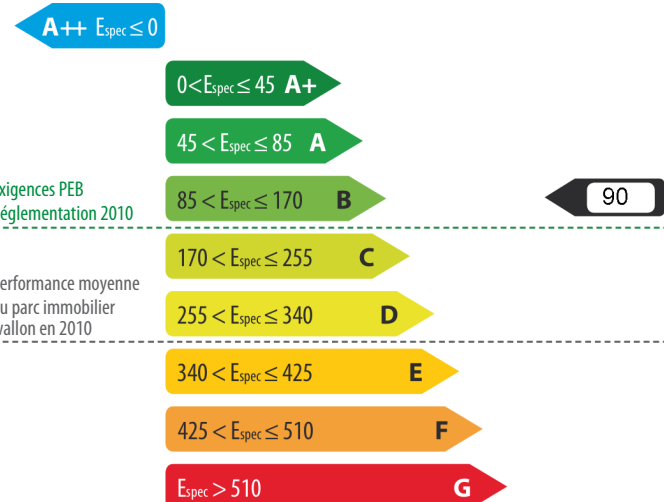 A++ Espec ≤ 0
0<Espec ≤ 45 A+
45 < Espec ≤ 85 A
xigences PEB
églementation 2010
85 < Espec ≤ 170 B
90
170 < Espec ≤ 255 C
erformance moyenne
u parc immobilier
vallon en 2010
255 < Espec ≤ 340 D
340 < Espec ≤ 425 E
425 < Espec ≤ 510 F
Espec > 510 G